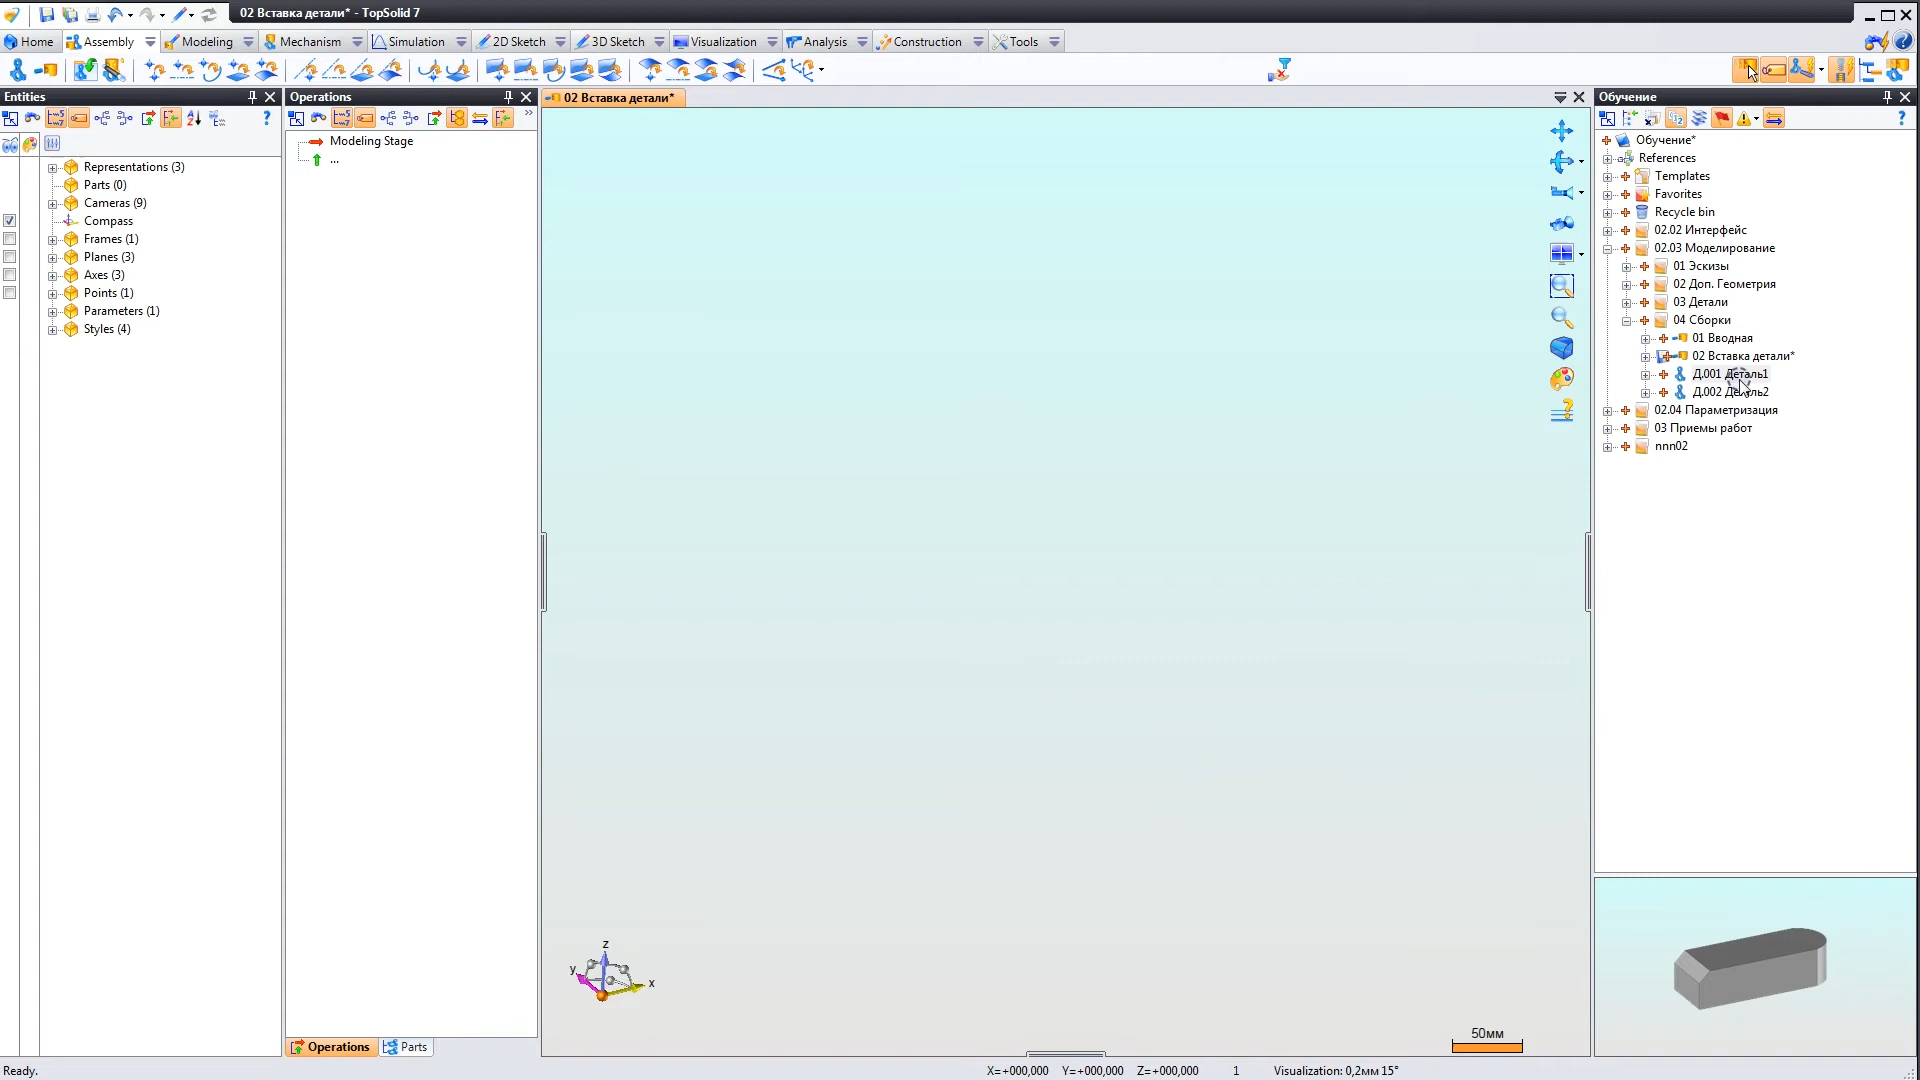 02 Вставка детали* - TopSolid 7
Home Assembly Modeling Mechanism Simulation 2D Sketch 3D Sketch Visualization Analysis Construction Tools
Entities
Representations (3)
Parts (0)
Cameras (9)
Compass
Frames (1)
Planes (3)
Axes (3)
Points (1)
Parameters (1)
Styles (4)
Operations
Modeling Stage
...
Operations Parts
02 Вставка детали*
z
y
x
50мм
Обучение
Обучение*
References
Templates
Favorites
Recycle bin
02.02 Интерфейс
02.03 Моделирование
01 Эскизы
02 Доп. Геометрия
03 Детали
04 Сборки
01 Вводная
02 Вставка детали*
Д.001 Деталь1
Д.002 Деталь2
02.04 Параметризация
03 Приемы работ
nnn02
Ready.
X=+000,000 Y=+000,000 Z=+000,000 1 Visualization: 0,2мм 15°